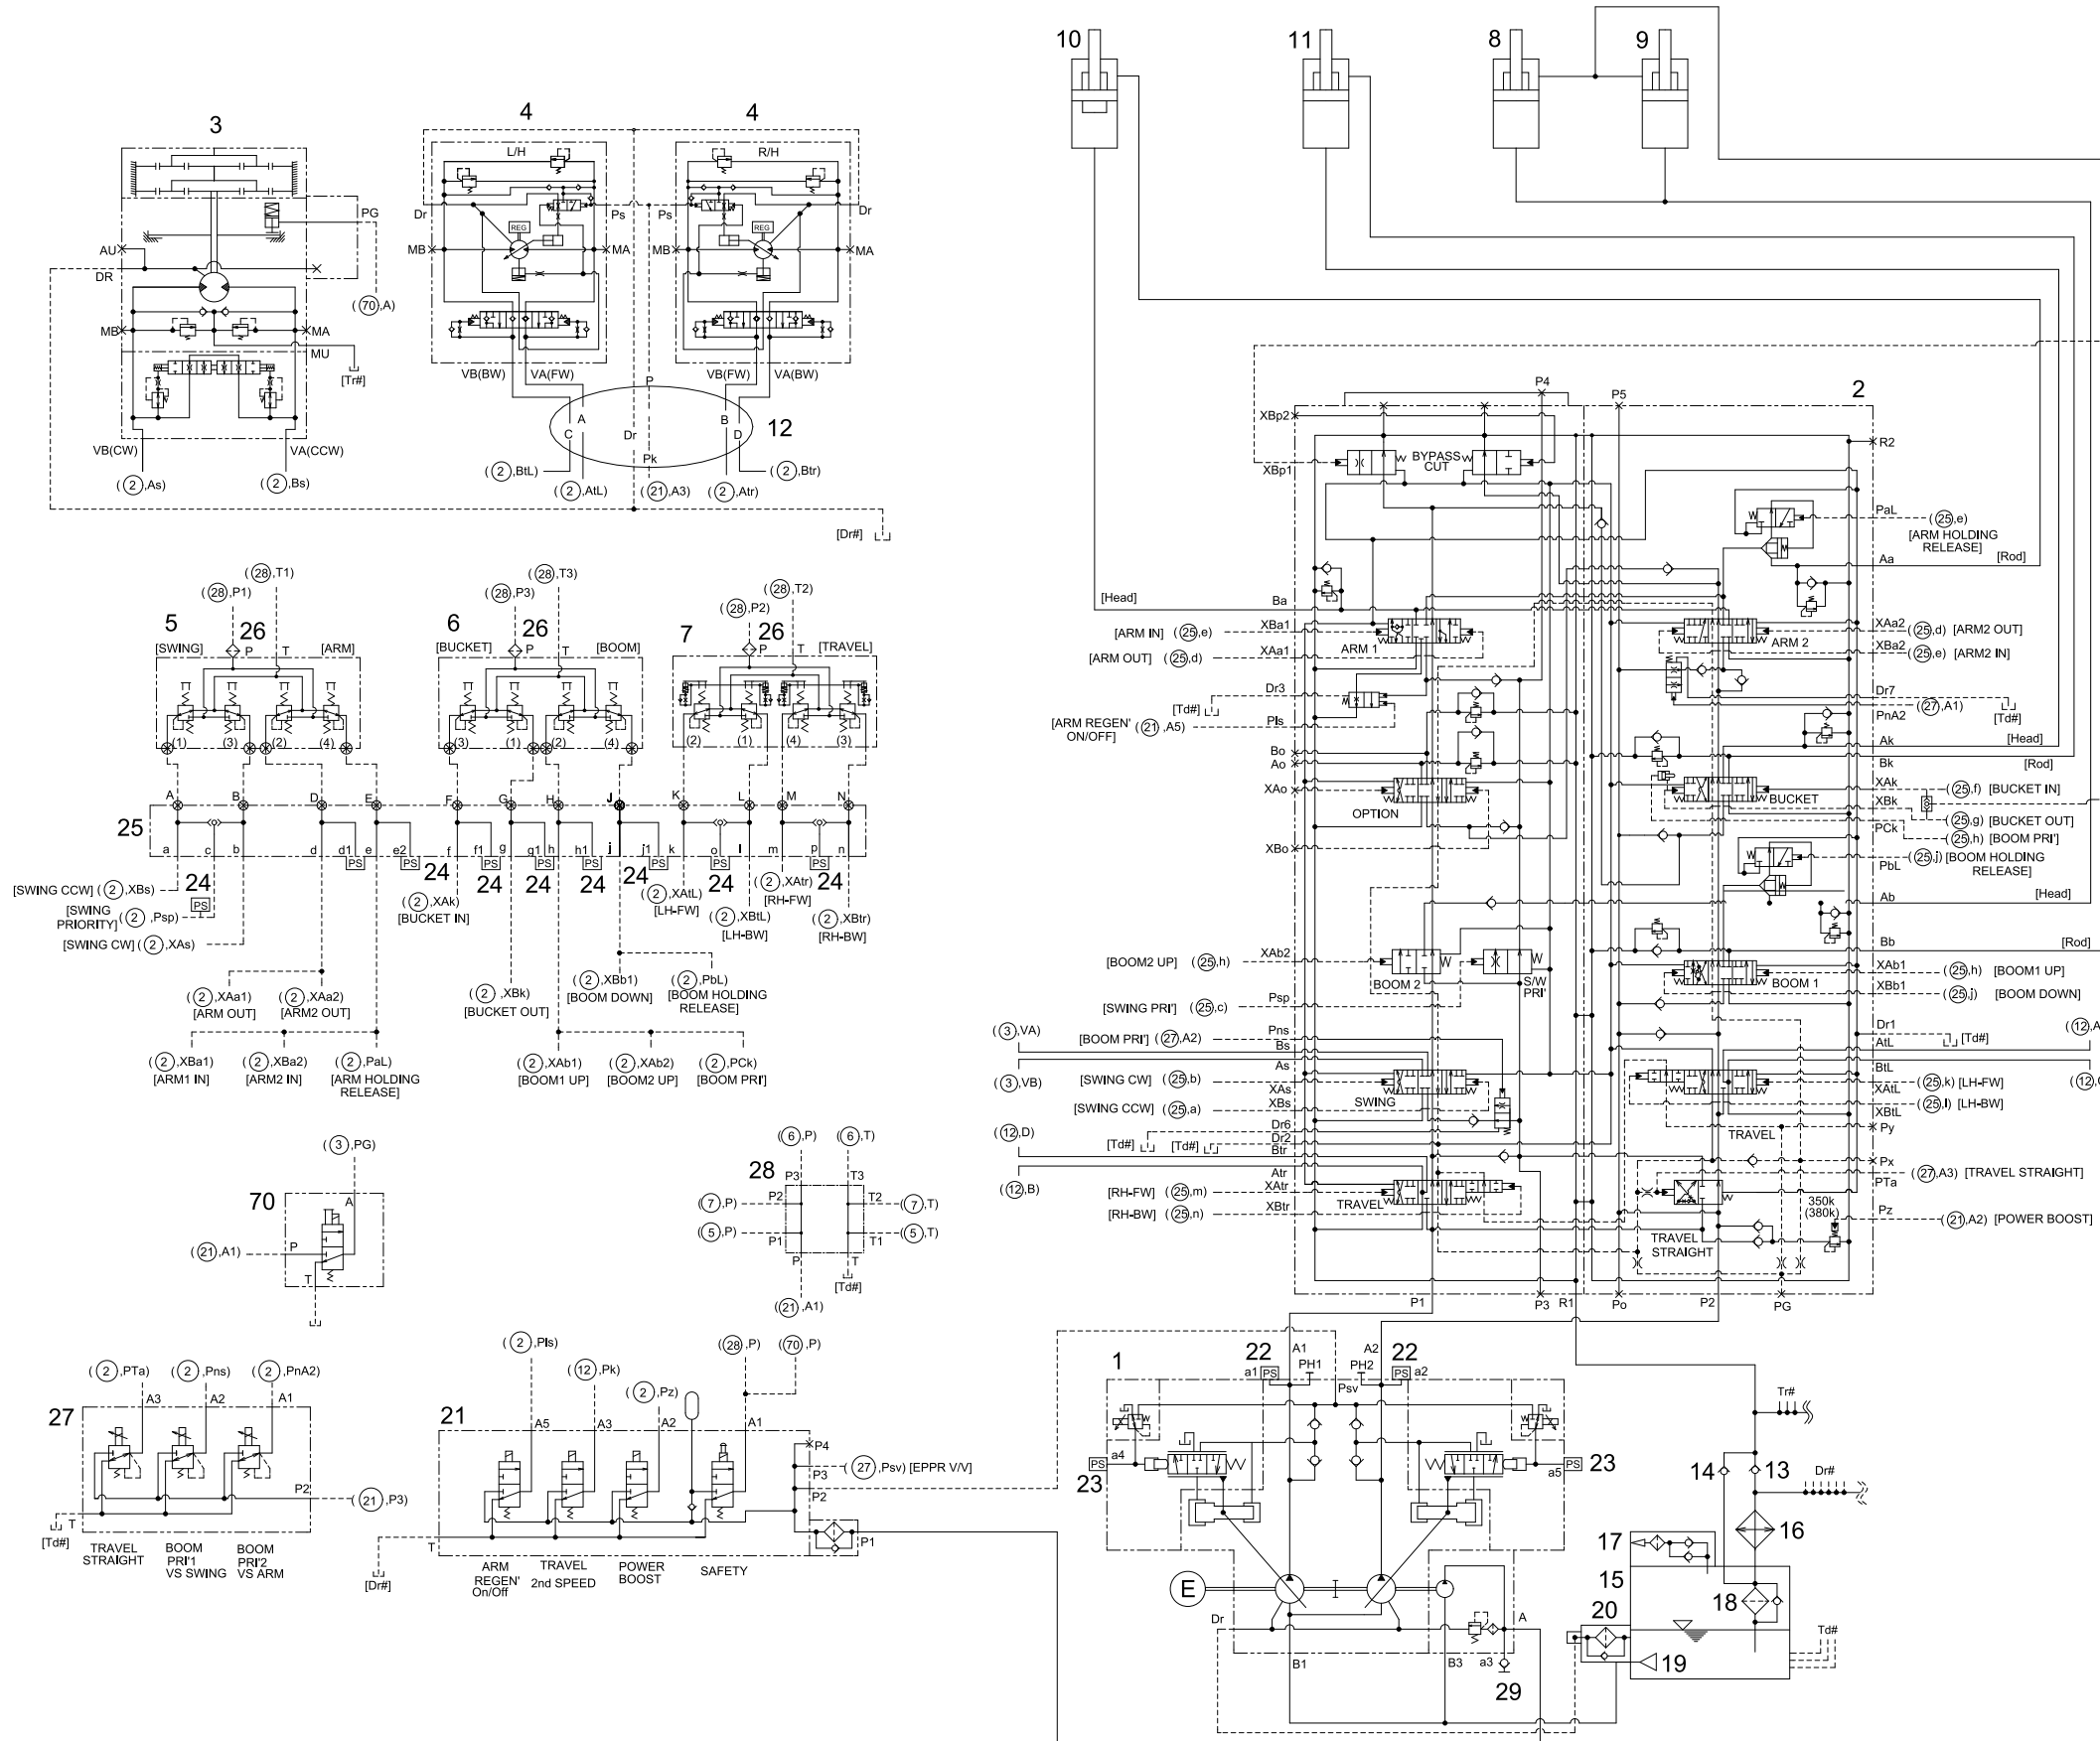 3
PG
AU
DR
(70,A)
MB
MA
MU
[Tr#]
VB(CW)
VA(CCW)
(2,As)
(2,Bs)
4
4
L/H
R/H
Dr
Ps
Ps
Dr
REG
REG
MB
MA
MB
MA
VB(BW)
VA(FW)
VB(FW)
VA(BW)
P
A
B
C
Dr
D
12
Pk
(2,BtL)
(2,Btr)
(2,AtL)
(21,A3)
(2,Atr)
[Dr#]
10
11
8
9
(28,T1)
(28,P1)
(28,T3)
(28,P3)
(28,T2)
(28,P2)
5
26
6
26
7
26
[SWING]
P
T
[ARM]
[BUCKET]
P
T
[BOOM]
P
T
[TRAVEL]
(1)
(3)
(2)
(4)
(3)
(1)
(2)
(4)
(2)
(1)
(4)
(3)
A
B
D
E
F
G
H
J
K
L
M
N
25
a
c
b
d
d1
e
e2
f
f1
g
g1
h
h1
j
j1
k
o
l
m
p
n
PS
PS
PS
PS
PS
PS
PS
24
24
24
24
24
24
24
24
PS
[SWING CCW] (2,XBs)
[SWING
PRIORITY] (2,Psp)
[SWING CW] (2,XAs)
(2,XAk)
[BUCKET IN]
(2,XAtL)
[LH-FW]
(2,XAtr)
[RH-FW]
(2,XBtL)
[LH-BW]
(2,XBtr)
[RH-BW]
(2,XAa1)
[ARM OUT]
(2,XAa2)
[ARM2 OUT]
(2,XBk)
[BUCKET OUT]
(2,XBb1)
[BOOM DOWN]
(2,PbL)
[BOOM HOLDING
RELEASE]
(2,XBa1)
[ARM1 IN]
(2,XBa2)
[ARM2 IN]
(2,PaL)
[ARM HOLDING
RELEASE]
(2,XAb1)
[BOOM1 UP]
(2,XAb2)
[BOOM2 UP]
(2,PCk)
[BOOM PRI']
(3,PG)
70
A
(21,A1)
P
T
(6,P)
(6,T)
28
P3
T3
P2
T2
(7,P)
(7,T)
(5,P)
(5,T)
P1
T1
P
T
[Td#]
(21,A1)
(2,PTa)
(2,Pns)
(2,PnA2)
27
A3
A2
A1
P2
(21,P3)
T
[Td#]
TRAVEL
STRAIGHT
BOOM
PRI'1
VS SWING
BOOM
PRI'2
VS ARM
(2,Pls)
(12,Pk)
(2,Pz)
(28,P)
(70,P)
21
A5
A3
A2
A1
P4
P3
(27,Psv) [EPPR V/V]
P2
P1
T
[Dr#]
ARM
REGEN'
On/Off
TRAVEL
2nd SPEED
POWER
BOOST
SAFETY
P4
P5
2
XBp2
R2
BYPASS
CUT
XBp1
PaL
(25,e)
[ARM HOLDING
RELEASE]
Aa
[Rod]
[Head]
Ba
[ARM IN] (25,e)
XBa1
[ARM OUT] (25,d)
XAa1
ARM 1
ARM 2
XAa2
(25,d) [ARM2 OUT]
XBa2
(25,e) [ARM2 IN]
Dr3
[Td#]
[ARM REGEN'
ON/OFF] (21,A5)
Pls
Dr7
(27,A1)
[Td#]
PnA2
Ak
[Head]
Bo
Ao
Bk
[Rod]
XAo
OPTION
BUCKET
XAk
(25,f) [BUCKET IN]
XBk
(25,g) [BUCKET OUT]
XBo
PCk
(25,h) [BOOM PRI']
PbL
(25,j) [BOOM HOLDING
RELEASE]
Ab
[Head]
Bb
[Rod]
[BOOM2 UP] (25,h)
XAb2
BOOM 2
S/W
PRI'
BOOM 1
XAb1
(25,h) [BOOM1 UP]
XBb1
(25,j) [BOOM DOWN]
[SWING PRI'] (25,c)
Psp
(3,VA)
[BOOM PRI'] (27,A2)
Pns
Bs
As
(3,VB)
Dr1
[Td#]
AtL
(12,A
BtL
[SWING CW] (25,b)
XAs
[SWING CCW] (25,a)
XBs
SWING
XAtL
(25,k) [LH-FW]
(12,
XBtL
(25,l) [LH-BW]
TRAVEL
Py
Dr6
Dr2
[Td#]
[Td#]
(12,D)
Btr
Atr
(12,B)
Px
PTa
(27,A3) [TRAVEL STRAIGHT]
[RH-FW] (25,m)
XAtr
[RH-BW] (25,n)
XBtr
TRAVEL
TRAVEL
STRAIGHT
350k
(380k)
Pz
(21,A2) [POWER BOOST]
P1
P3
R1
Po
P2
PG
1
22
A1
A2
22
a1
PS
PH1
PH2
PS
a2
Psv
a4
PS
23
a5
PS
23
E
Dr
A
B1
B3
a3
29
Tr#
14
13
Dr#
16
17
15
18
20
19
Td#